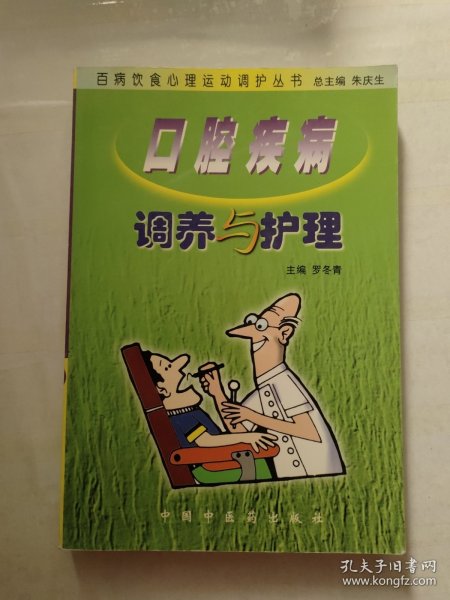 百病饮食心理运动调护丛书 总主编 朱庆生
口腔疾病
调养与护理
主编 罗冬青
中国中医药出版社
孔夫子旧书网
www.kongfz.com